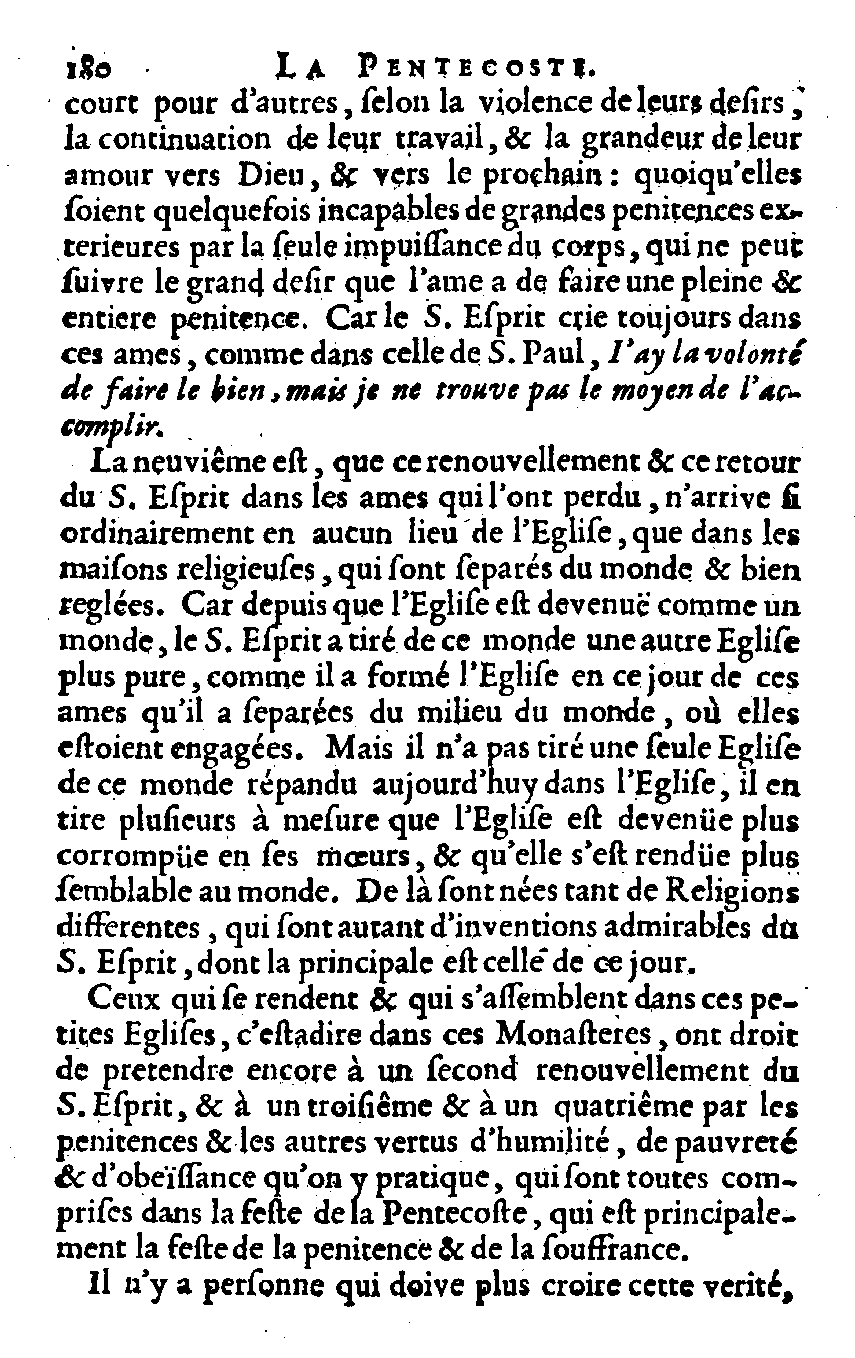 180 LA PENTECOSTE.
court pour d'autres, ſelon la violence de leurs deſirs,
la continuation de leur travail, & la grandeur de leur
amour vers Dieu, & vers le prochain : quoiqu'elles
ſoient quelquefois incapables de grandes penitences ex-
terieures par la ſeule impuiſſance du corps, qui ne peut
ſuivre le grand deſir que l'ame a de faire une pleine &
entiere penitence. Car le S. Eſprit crie toujours dans
ces ames, comme dans celle de S. Paul, I'ay la volonté
de faire le bien, mais je ne trouve pas le moyen de l'ac-
complir.
La neuviême eſt, que ce renouvellement & ce retour
du S. Eſprit dans les ames qui l'ont perdu, n'arrive ſi
ordinairement en aucun lieu de l'Egliſe, que dans les
maiſons religieuſes, qui ſont ſeparés du monde & bien
reglées. Car depuis que l'Egliſe eſt devenuë comme un
monde, le S. Eſprit a tiré de ce monde une autre Egliſe
plus pure, comme il a formé l'Egliſe en ce jour de ces
ames qu'il a ſeparées du milieu du monde, où elles
eſtoient engagées. Mais il n'a pas tiré une ſeule Egliſe
de ce monde répandu aujourd'huy dans l'Egliſe, il en
tire pluſieurs à meſure que l'Egliſe eſt devenüe plus
corrompüe en ſes mœurs, & qu'elle s'eſt rendüe plus
ſemblable au monde. De là ſont nées tant de Religions
differentes, qui ſont autant d'inventions admirables du
S. Eſprit, dont la principale eſt celle de ce jour.
Ceux qui ſe rendent & qui s'aſſemblent dans ces pe-
tites Egliſes, c'eſtadire dans ces Monaſteres, ont droit
de pretendre encore à un ſecond renouvellement du
S. Eſprit, & à un troiſiême & à un quatriême par les
penitences & les autres vertus d'humilité, de pauvreté
& d'obeïſſance qu'on y pratique, qui ſont toutes com-
priſes dans la feſte de la Pentecoſte, qui eſt principale-
ment la feſte de la penitence & de la ſouffrance.
Il n'y a perſonne qui doive plus croire cette verité,